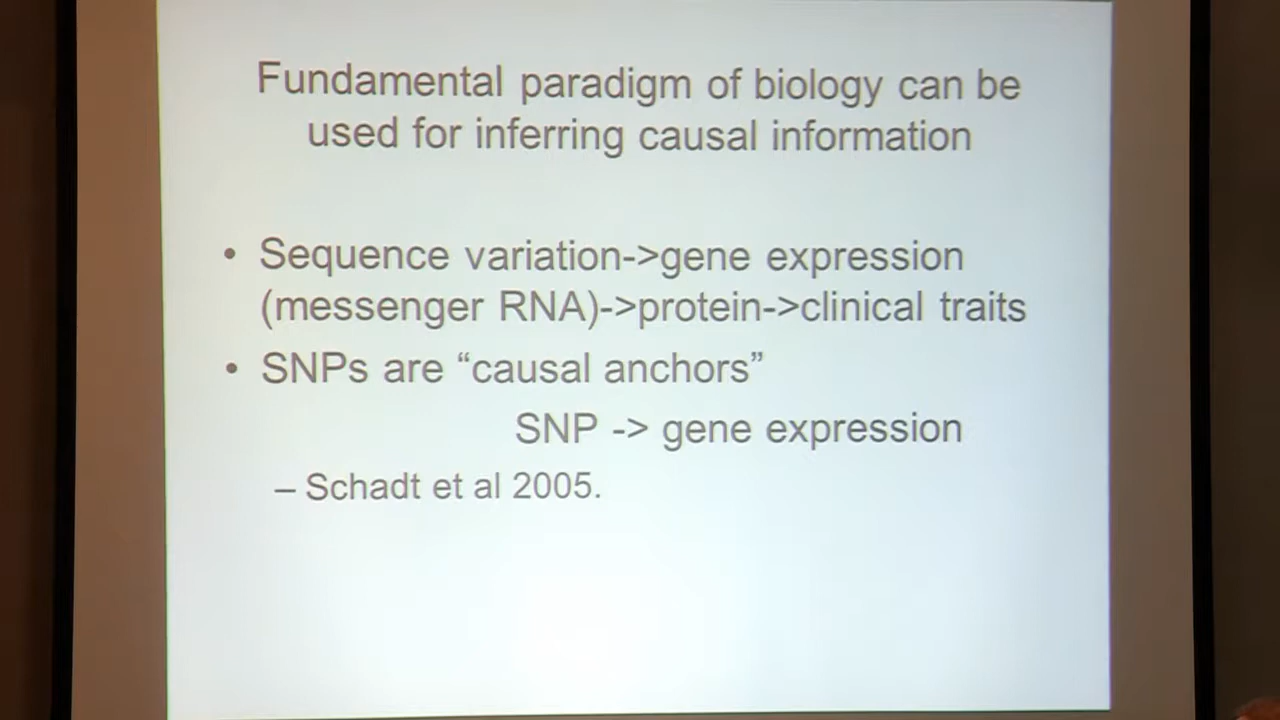 Fundamental paradigm of biology can be
used for inferring causal information
• Sequence variation->gene expression
(messenger RNA)->protein->clinical traits
• SNPs are “causal anchors”
SNP -> gene expression
– Schadt et al 2005.